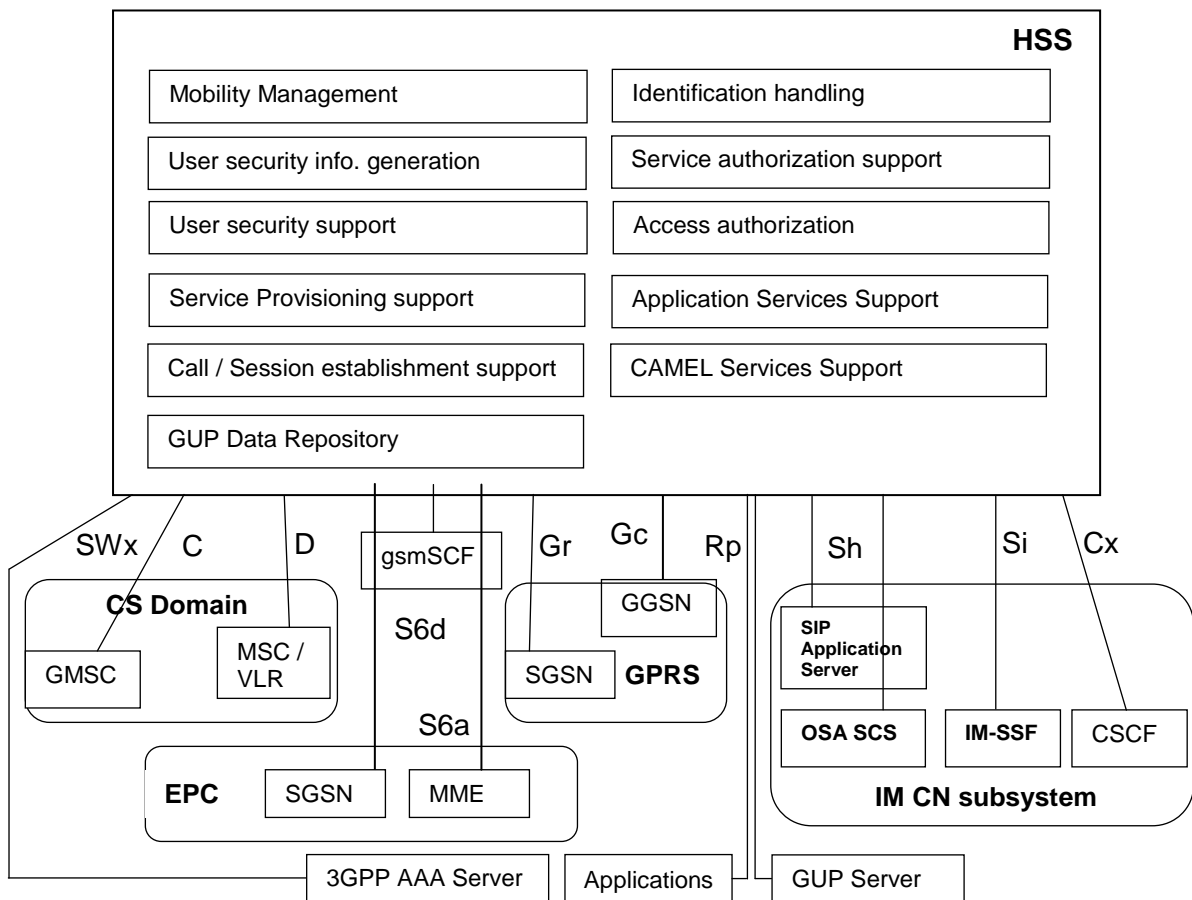 HSS
Mobility Management
Identification handling
User security info. generation
Service authorization support
User security support
Access authorization
Service Provisioning support
Application Services Support
Call / Session establishment support
CAMEL Services Support
GUP Data Repository
SWx
C
D
gsmSCF
Gr
Gc
Rp
Sh
Si
Cx
CS Domain
GMSC
MSC /
VLR
S6d
S6a
GGSN
SGSN
GPRS
SIP
Application
Server
OSA SCS
IM-SSF
CSCF
IM CN subsystem
EPC
SGSN
MME
3GPP AAA Server
Applications
GUP Server